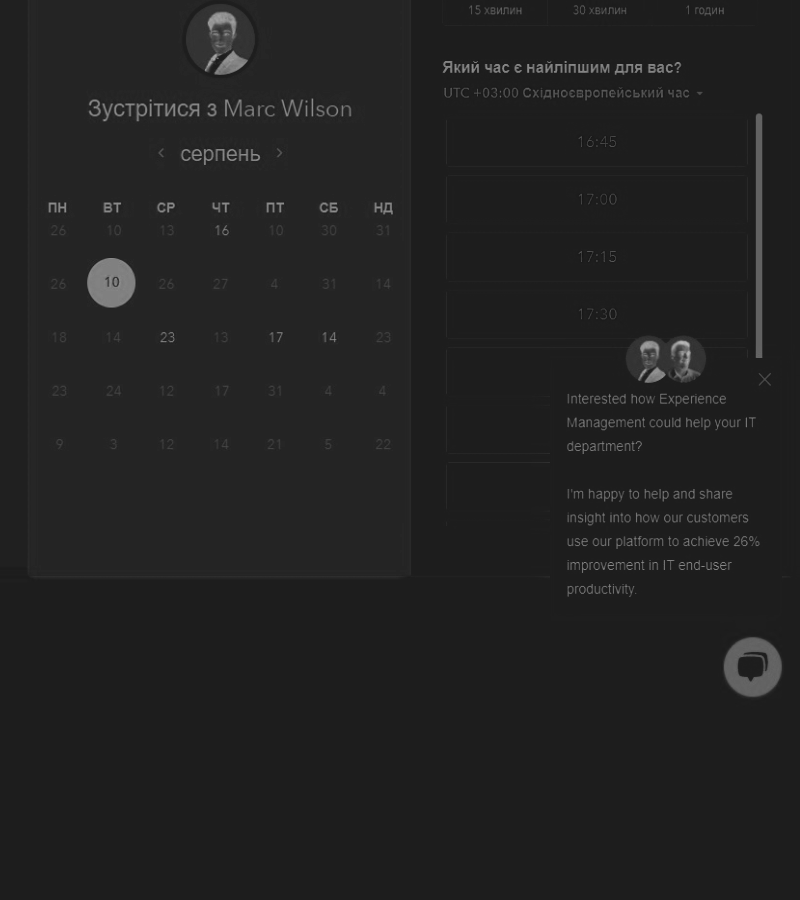 Зустрітися з Marc Wilson
серпень
ПН ВТ СР ЧТ ПТ СБ НД
26 10 13 16 10 30 31
26 10 26 27 4 31 14
18 14 23 13 17 14 23
23 24 12 17 31 4 4
9 3 12 14 21 5 22
15 хвилин 30 хвилин 1 годин
Який час є найліпшим для вас?
UTC +03:00 Східноєвропейський час
16:45
17:00
17:15
17:30
Interested how Experience
Management could help your IT
department?
I'm happy to help and share
insight into how our customers
use our platform to achieve 26%
improvement in IT end-user
productivity.